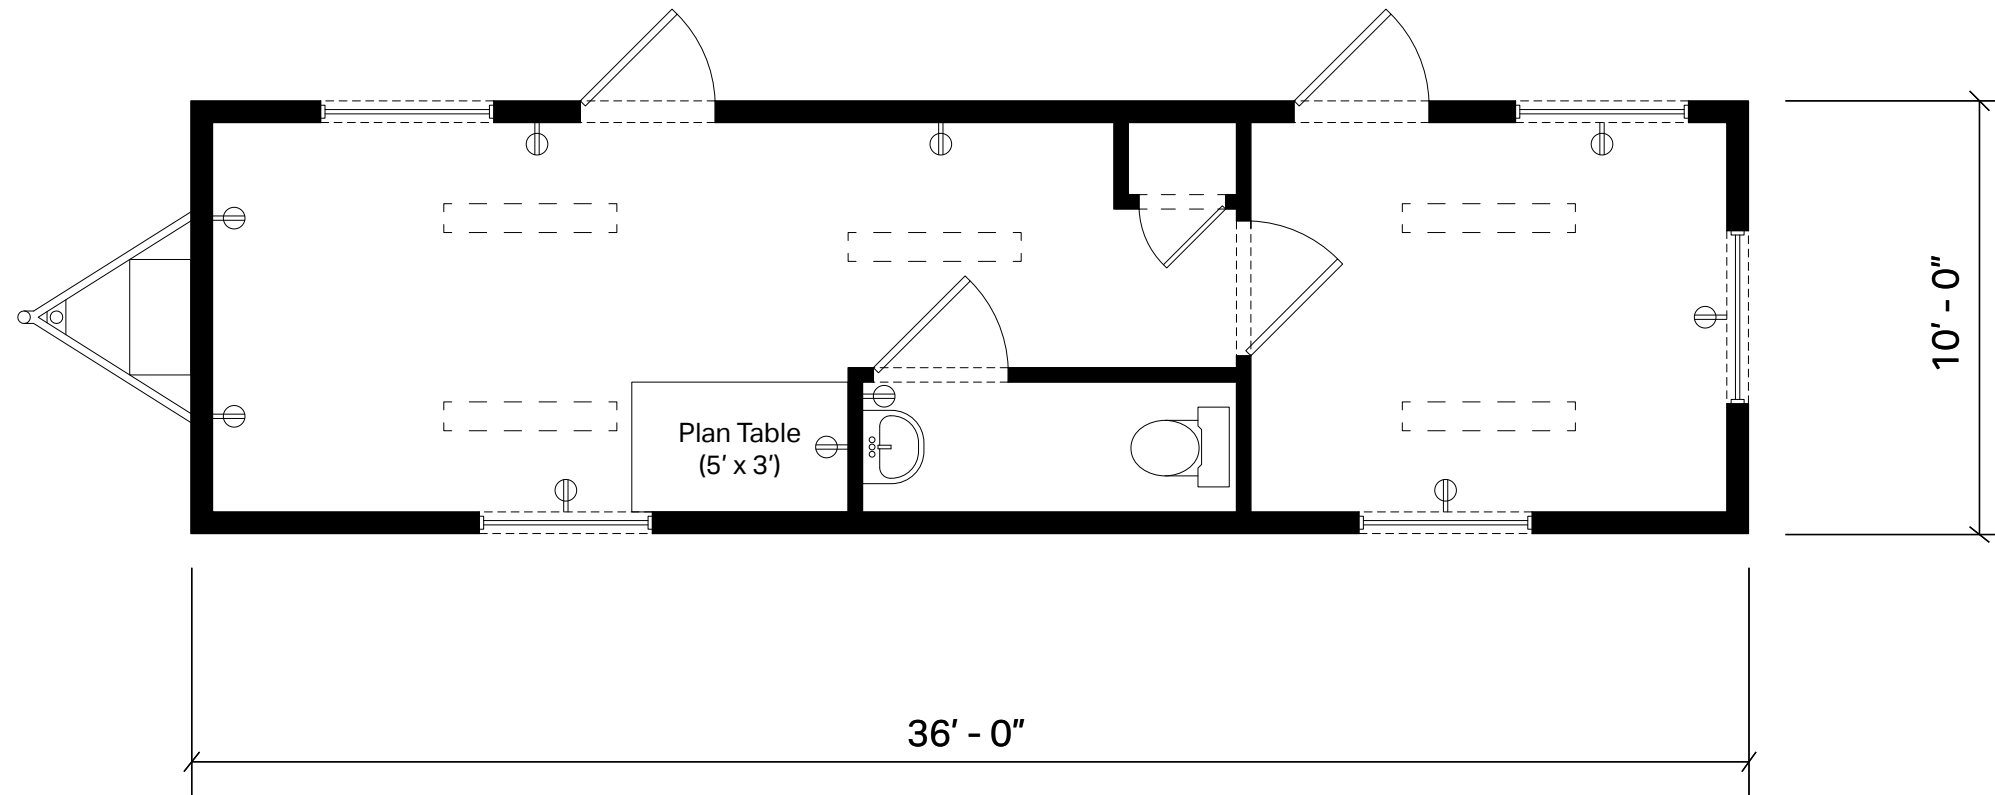 10′ - 0″
Plan Table
(5′ x 3′)
36′ - 0″